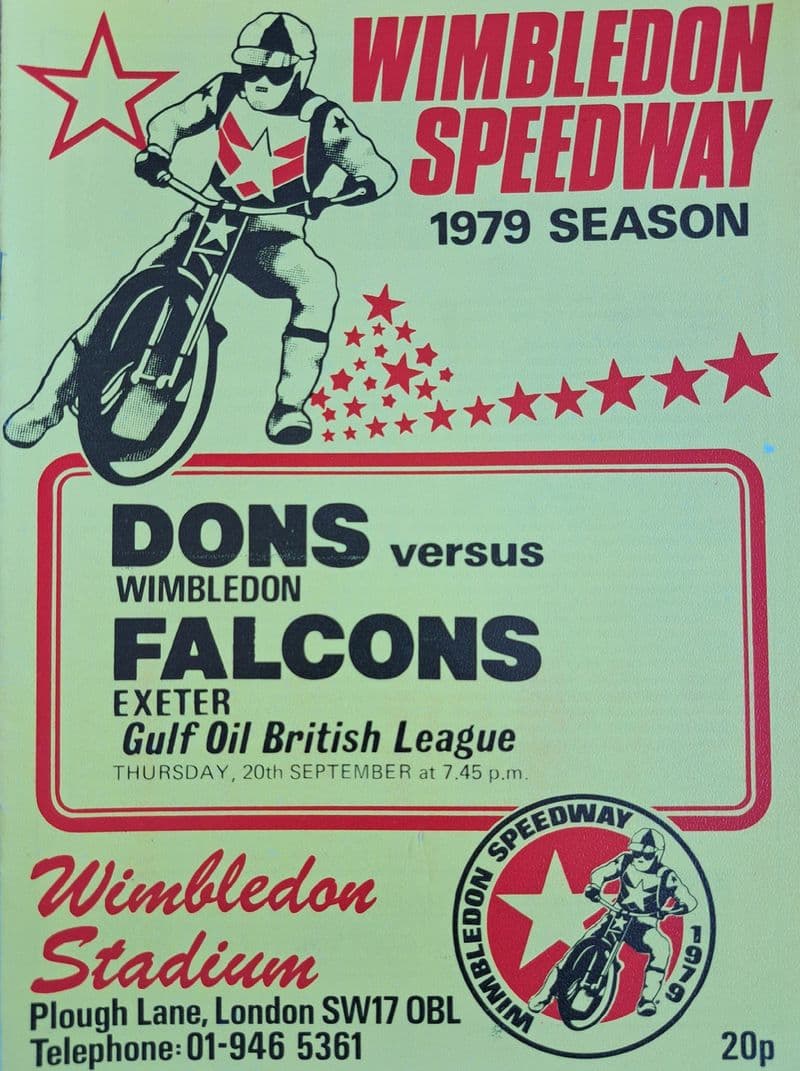 WIMBLEDON
SPEEDWAY
1979 SEASON
DONS versus
WIMBLEDON
FALCONS
EXETER
Gulf Oil British League
THURSDAY, 20th SEPTEMBER at 7.45 p.m.
WIMBLEDON SPEEDWAY 1979
Wimbledon
Stadium
Plough Lane, London SW17 OBL
Telephone: 01-946 5361
20p